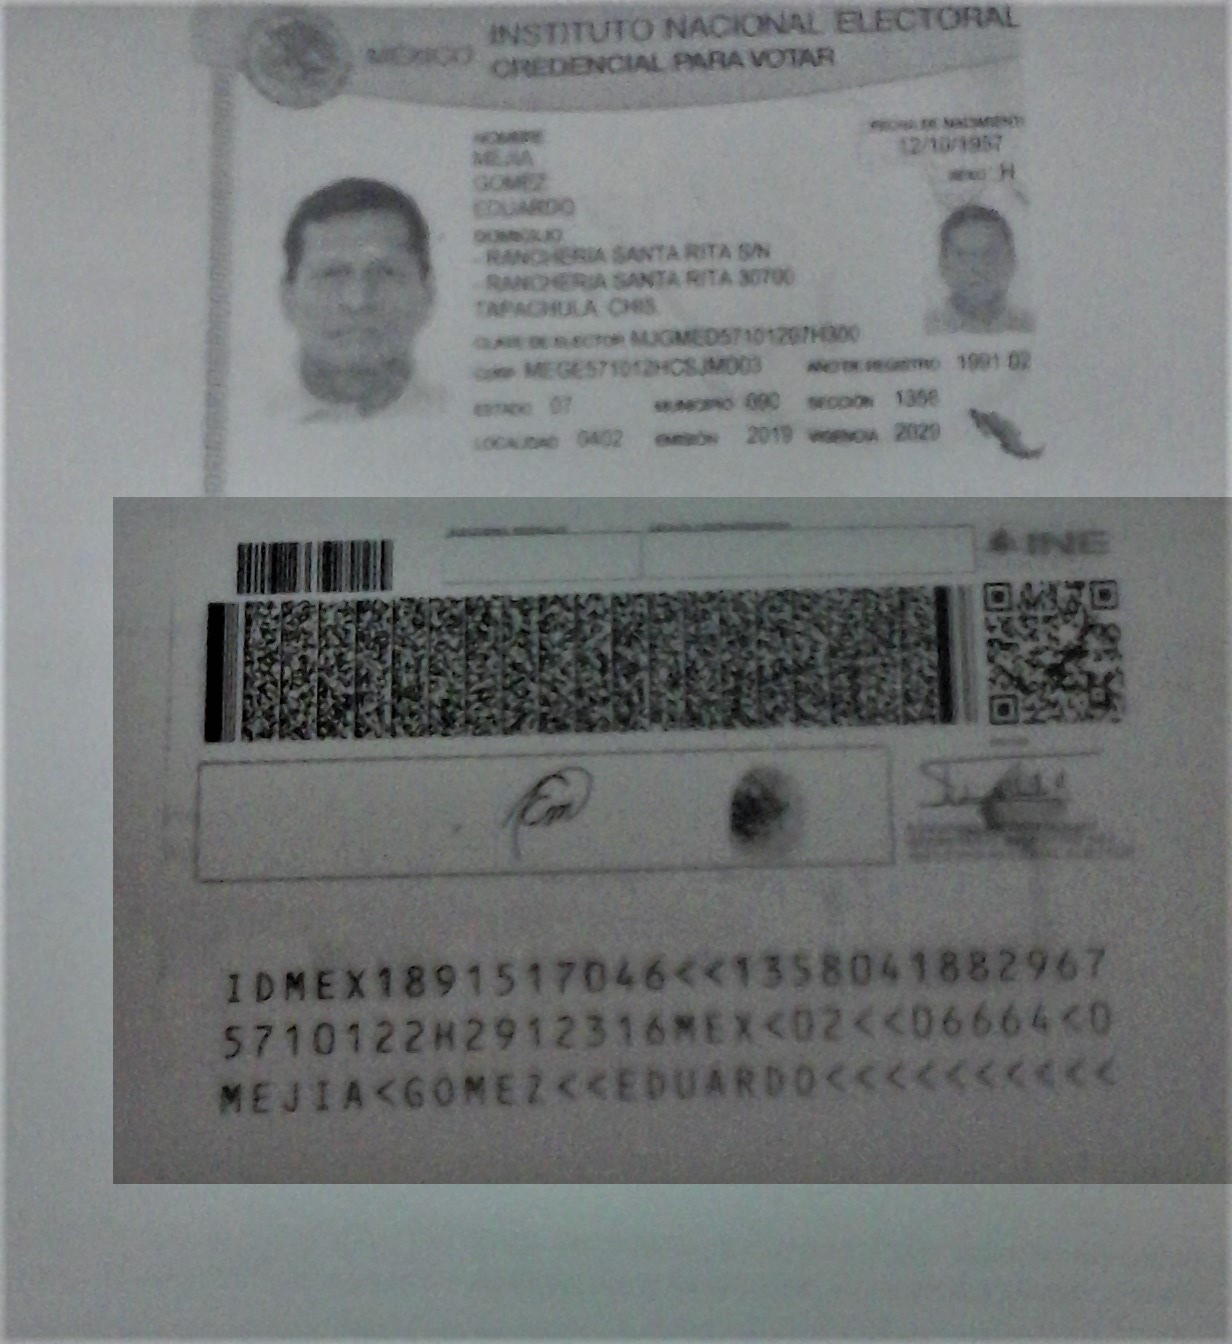 INSTITUTO NACIONAL ELECTORAL
MÉXICO CREDENCIAL PARA VOTAR
NOMBRE
MEJIA
GOMEZ
EDUARDO
FECHA DE NACIMIENTO
12/10/1957
SEXO H
DOMICILIO
- RANCHERIA SANTA RITA S/N
- RANCHERIA SANTA RITA 30700
TAPACHULA, CHIS.
CLAVE DE ELECTOR MJGMED57101207H300
CURP MEGE571012HCSJMD03 AÑO DE REGISTRO 1991 02
ESTADO 07 MUNICIPIO 090 SECCIÓN 1358
LOCALIDAD 0402 EMISIÓN 2019 VIGENCIA 2029
INE
Em
IDMEX1891517046<<1358041882967
5710122H2912316MEX<02<<06664<0
MEJIA<GOMEZ<<EDUARDO<<<<<<<<<<